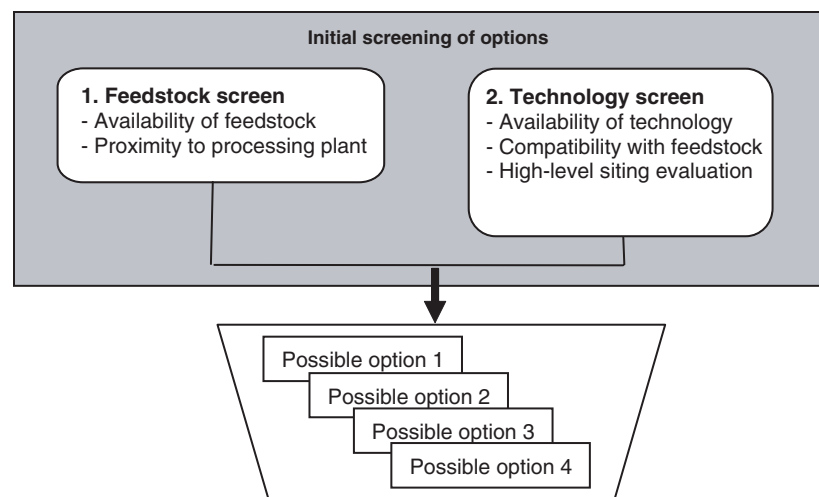 Initial screening of options
1. Feedstock screen
- Availability of feedstock
- Proximity to processing plant
2. Technology screen
- Availability of technology
- Compatibility with feedstock
- High-level siting evaluation
Possible option 1
Possible option 2
Possible option 3
Possible option 4